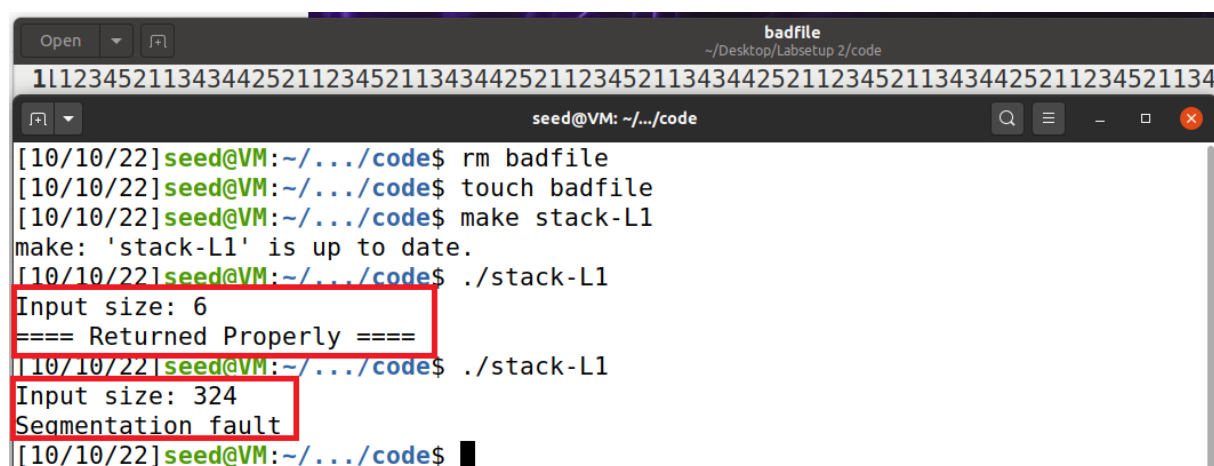 Open
badfile
~/Desktop/Labsetup 2/code
1l1234521134344252112345211343442521123452113434425211234521134344252112345211 34
seed@VM: ~/.../code
[10/10/22]seed@VM:~/.../code$ rm badfile
[10/10/22]seed@VM:~/.../code$ touch badfile
[10/10/22]seed@VM:~/.../code$ make stack-L1
make: 'stack-L1' is up to date.
[10/10/22]seed@VM:~/.../code$ ./stack-L1
Input size: 6
==== Returned Properly ====
[10/10/22]seed@VM:~/.../code$ ./stack-L1
Input size: 324
Segmentation fault
[10/10/22]seed@VM:~/.../code$